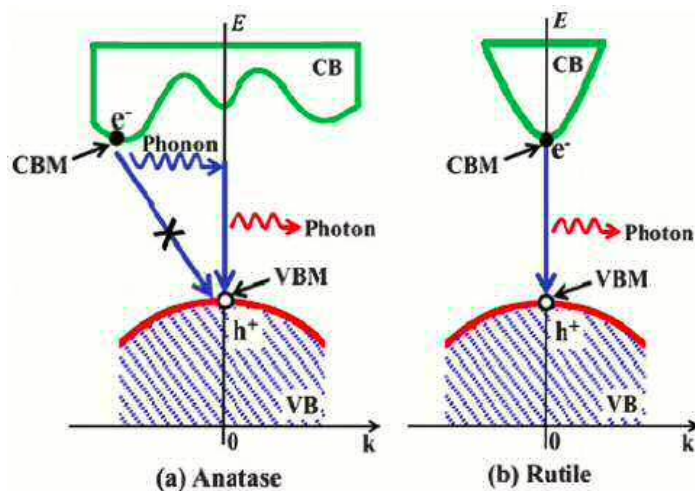 E
CB
e-
Phonon
CBM
Photon
VBM
h+
VB
0
k
(a) Anatase
E
CB
e-
CBM
Photon
VBM
h+
VB
0
k
(b) Rutile